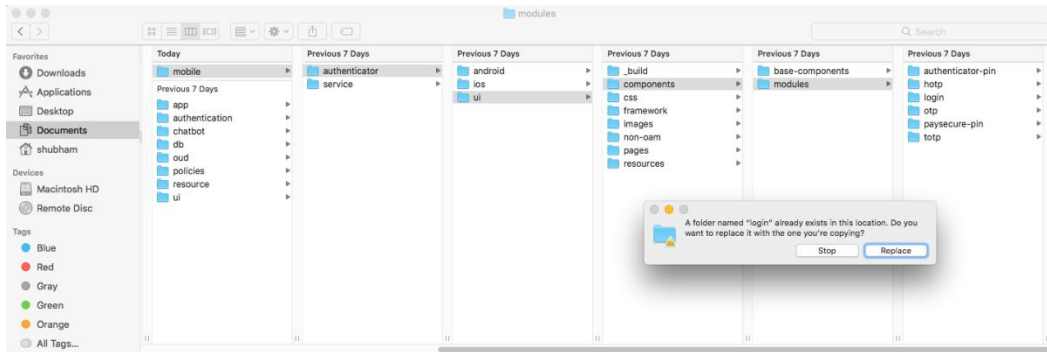 modules
Search
Favorites
Downloads
Applications
Desktop
Documents
shubham
Devices
Macintosh HD
Remote Disc
Tags
Blue
Red
Gray
Green
Orange
All Tags...
Today
mobile
Previous 7 Days
app
authentication
chatbot
db
oud
policies
resource
ui
Previous 7 Days
authenticator
service
Previous 7 Days
android
ios
ui
Previous 7 Days
_build
components
css
framework
images
non-oam
pages
resources
Previous 7 Days
base-components
modules
Previous 7 Days
authenticator-pin
hotp
login
otp
paysecure-pin
totp
A folder named “login” already exists in this location. Do you
want to replace it with the one you’re copying?
Stop
Replace